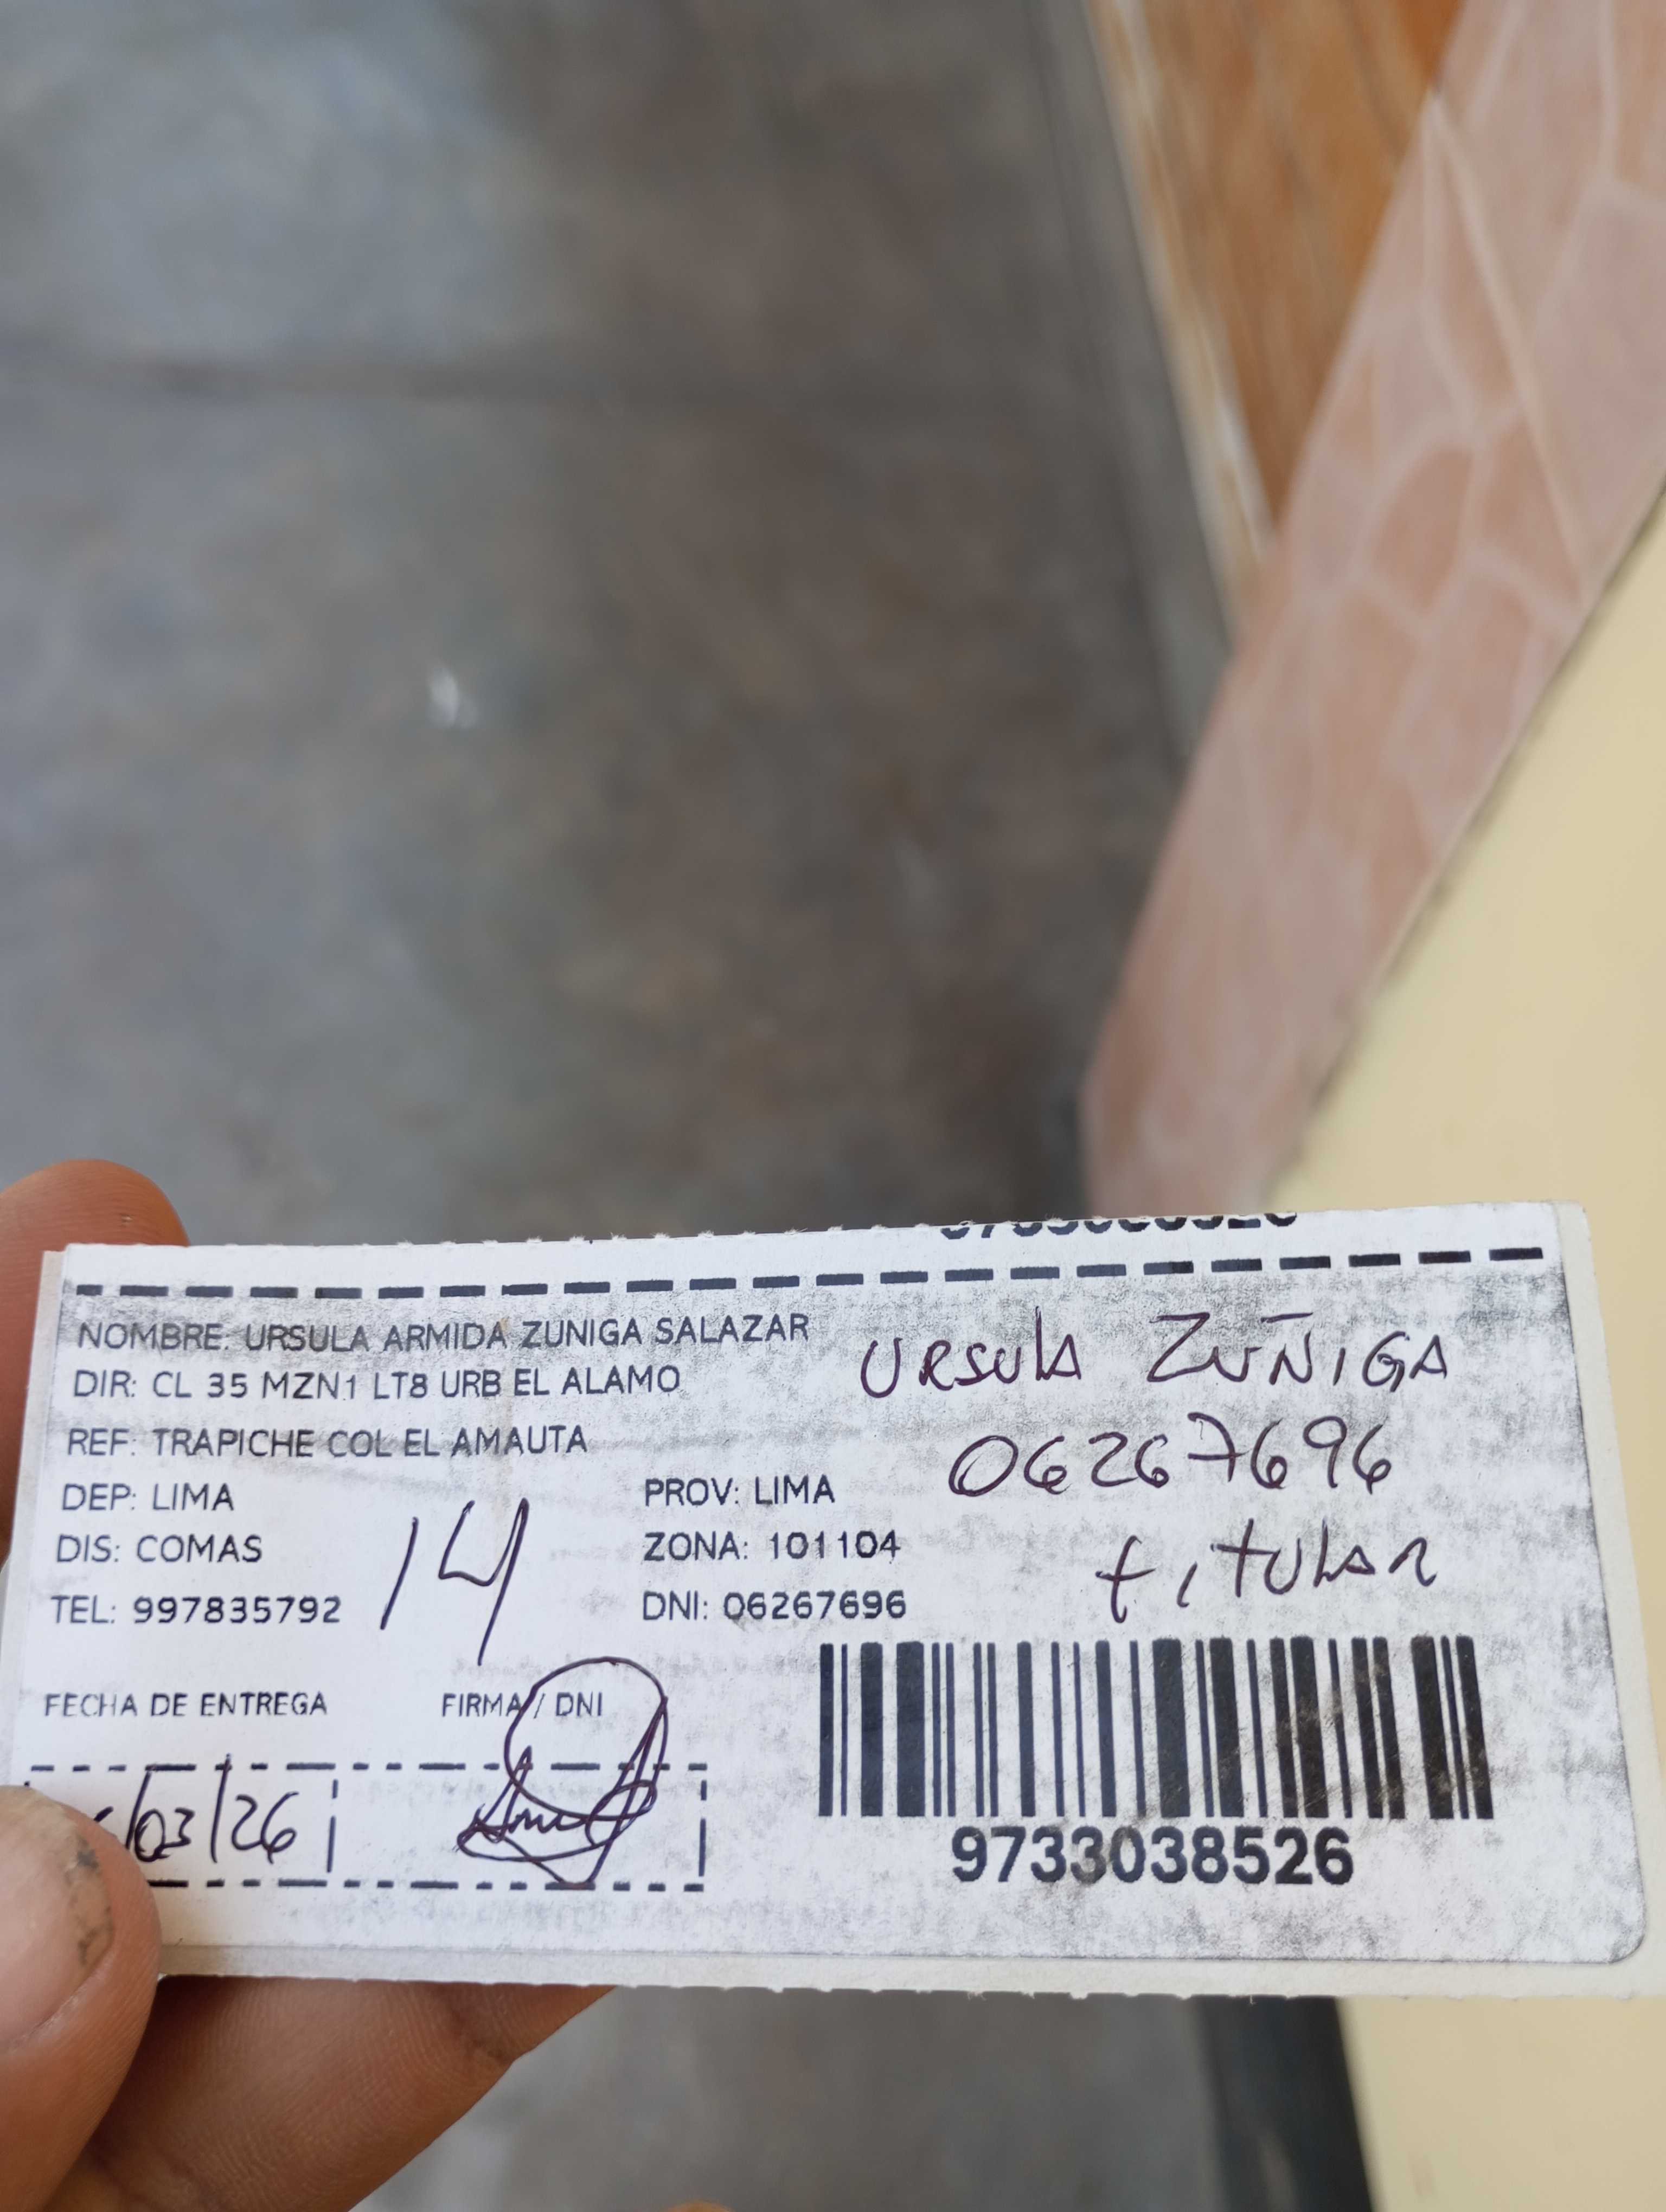 NOMBRE: URSULA ARMIDA ZUNIGA SALAZAR
DIR: CL 35 MZN1 LT8 URB EL ALAMO
REF: TRAPICHE COL EL AMAUTA
DEP: LIMA PROV: LIMA
DIS: COMAS ZONA: 101104
TEL: 997835792 DNI: 06267696
14
URSULA ZUÑIGA
06267696
titular
FECHA DE ENTREGA FIRMA / DNI
/03/26
9733038526